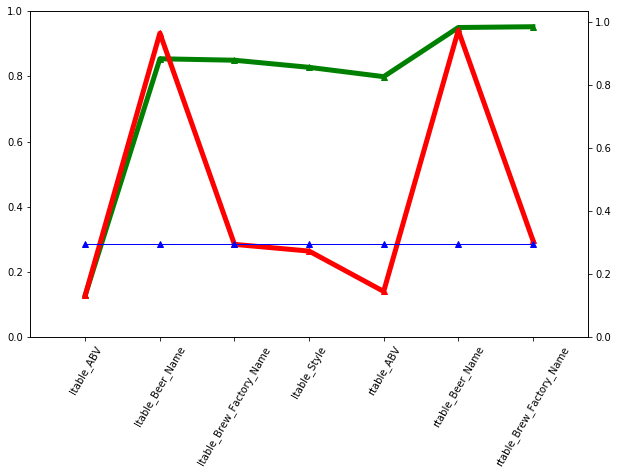 1.0
0.8
0.6
0.4
0.2
0.0
1.0
0.8
0.6
0.4
0.2
0.0
ltable_ABV
ltable_Beer_Name
ltable_Brew_Factory_Name
ltable_Style
rtable_ABV
rtable_Beer_Name
rtable_Brew_Factory_Name